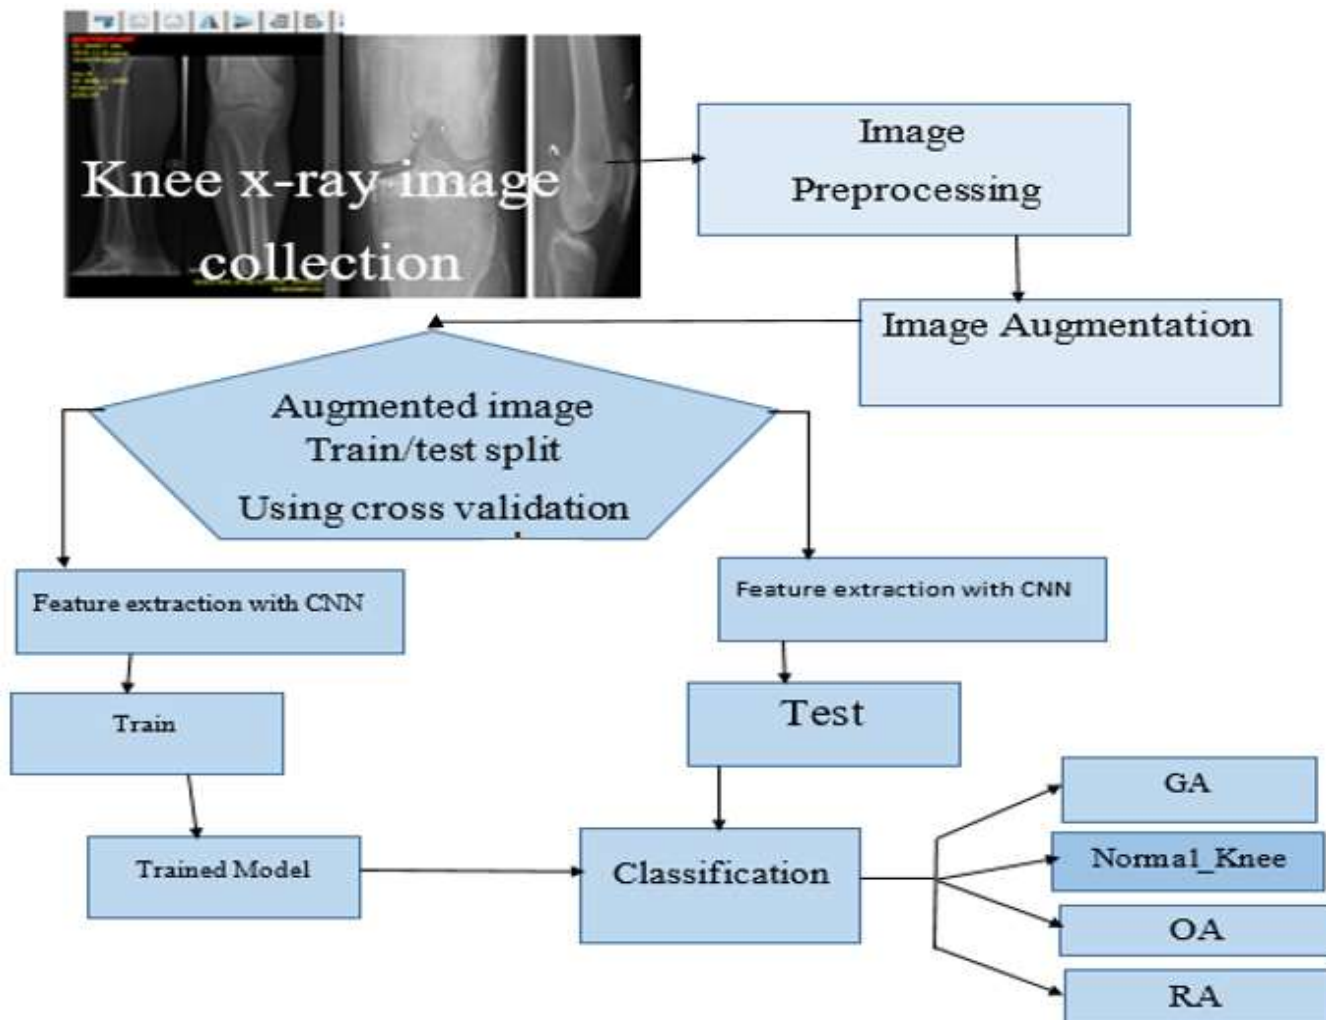 Knee x-ray image
collection
Image
Preprocessing
Image Augmentation
Augmented image
Train/test split
Using cross validation
Feature extraction with CNN
Feature extraction with CNN
Train
Test
Trained Model
Classification
GA
Normal_Knee
OA
RA